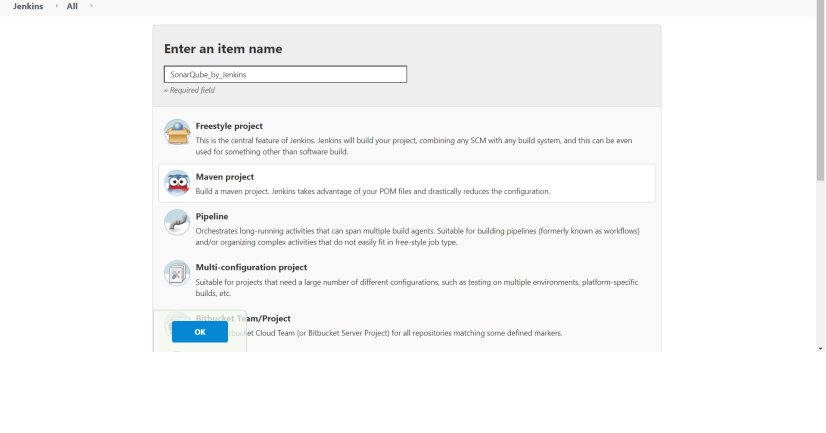 Jenkins All
Enter an item name
SonarQube_by_Jenkins
» Required field
Freestyle project
This is the central feature of Jenkins. Jenkins will build your project, combining any SCM with any build system, and this can be even
used for something other than software build.
Maven project
Build a maven project. Jenkins takes advantage of your POM files and drastically reduces the configuration.
Pipeline
Orchestrates long-running activities that can span multiple build agents. Suitable for building pipelines (formerly known as workflows)
and/or organizing complex activities that do not easily fit in free-style job type.
Multi-configuration project
Suitable for projects that need a large number of different configurations, such as testing on multiple environments, platform-specific
builds, etc.
Bitbucket Team/Project
OK
Cloud Team (or Bitbucket Server Project) for all repositories matching some defined markers.